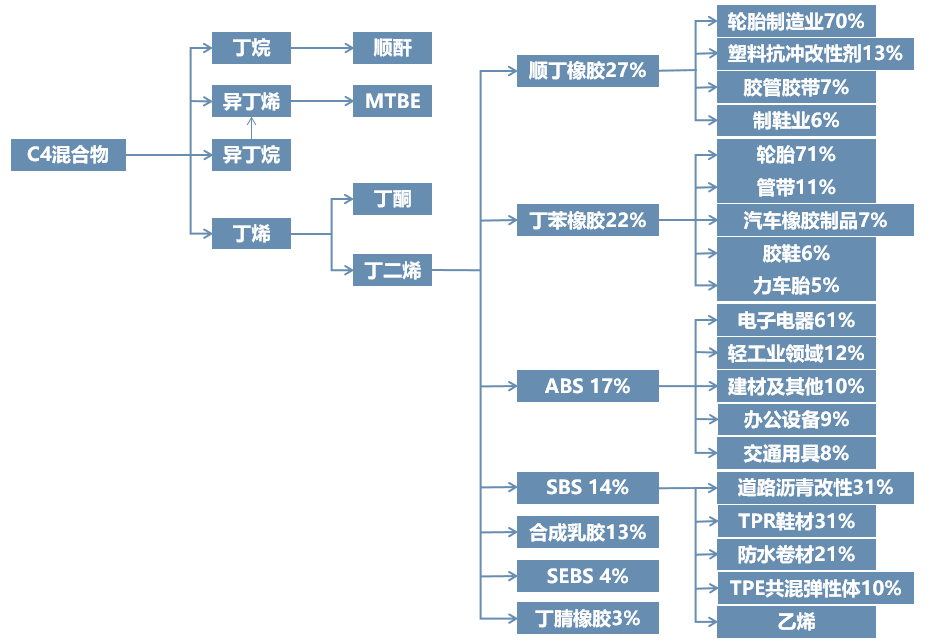 C4混合物
丁烷
异丁烯
异丁烷
丁烯
顺酐
MTBE
丁酮
丁二烯
顺丁橡胶27%
丁苯橡胶22%
ABS 17%
SBS 14%
合成乳胶13%
SEBS 4%
丁腈橡胶3%
轮胎制造业70%
塑料抗冲改性剂13%
胶管胶带7%
制鞋业6%
轮胎71%
管带11%
汽车橡胶制品7%
胶鞋6%
力车胎5%
电子电器61%
轻工业领域12%
建材及其他10%
办公设备9%
交通用具8%
道路沥青改性31%
TPR鞋材31%
防水卷材21%
TPE共混弹性体10%
乙烯